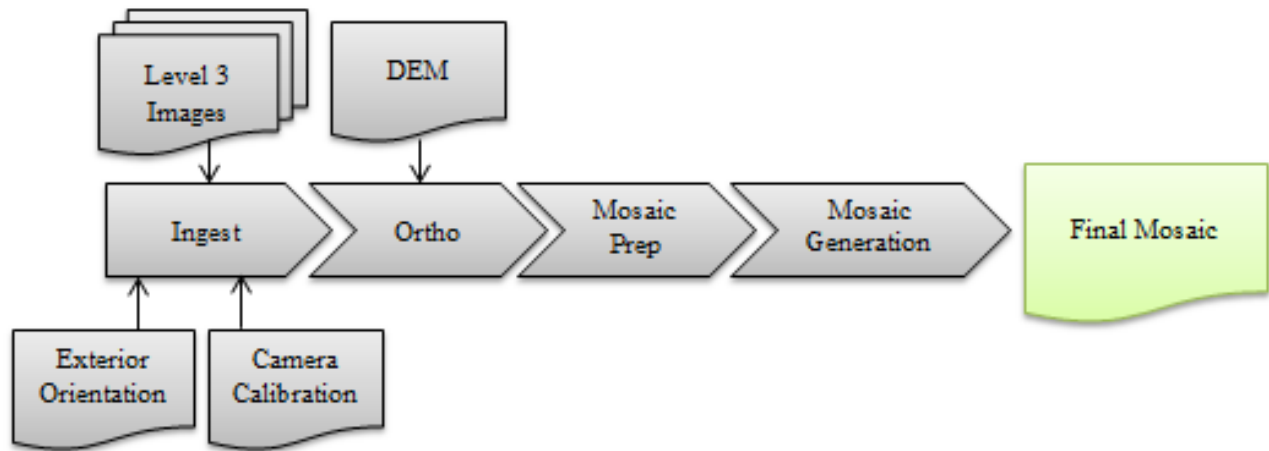 Level 3
Images
DEM
Ingest
Ortho
Mosaic
Prep
Mosaic
Generation
Final Mosaic
Exterior
Orientation
Camera
Calibration